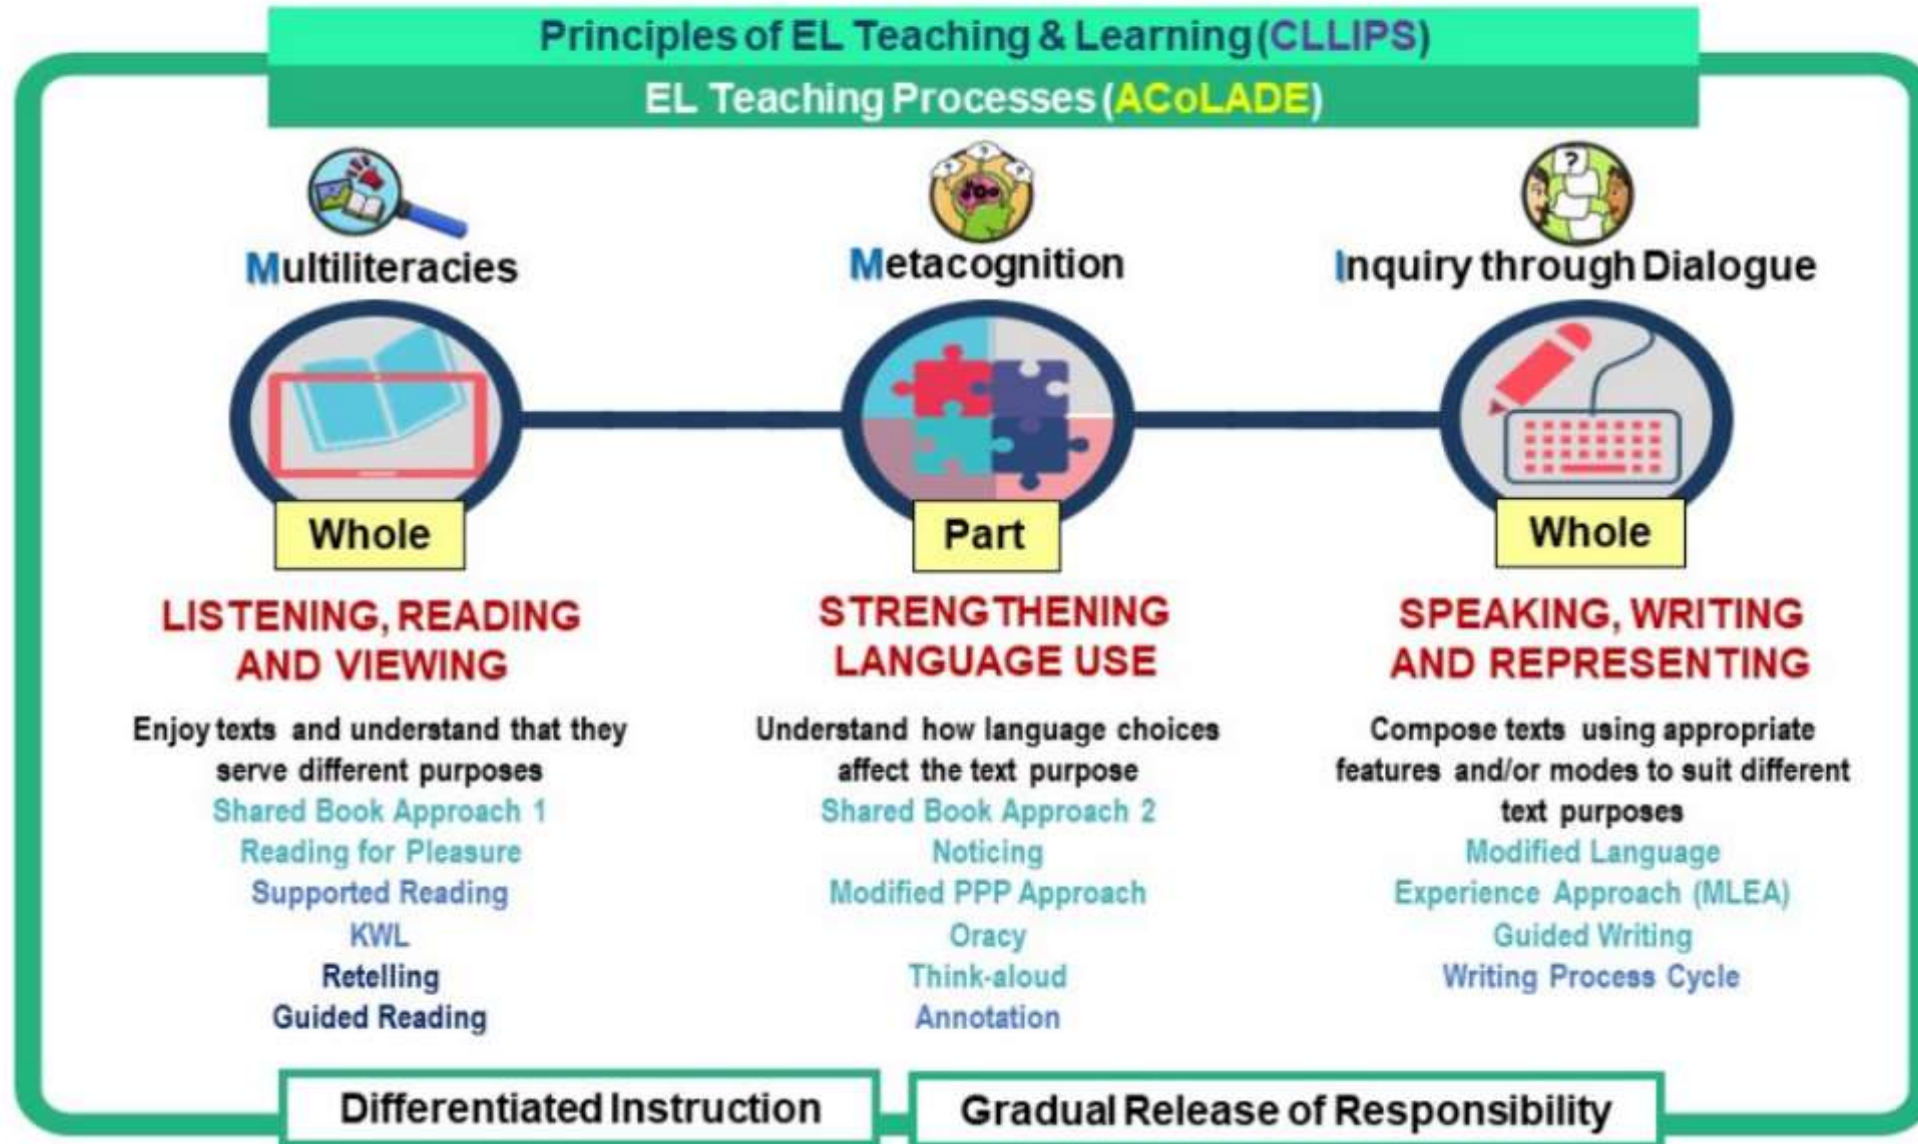 Principles of EL Teaching & Learning (CLLIPS)
EL Teaching Processes (ACoLADE)
Multiliteracies
Whole
LISTENING, READING
AND VIEWING
Enjoy texts and understand that they
serve different purposes
Shared Book Approach 1
Reading for Pleasure
Supported Reading
KWL
Retelling
Guided Reading
Metacognition
Part
STRENGTHENING
LANGUAGE USE
Understand how language choices
affect the text purpose
Shared Book Approach 2
Noticing
Modified PPP Approach
Oracy
Think-aloud
Annotation
Inquiry through Dialogue
Whole
SPEAKING, WRITING
AND REPRESENTING
Compose texts using appropriate
features and/or modes to suit different
text purposes
Modified Language
Experience Approach (MLEA)
Guided Writing
Writing Process Cycle
Differentiated Instruction
Gradual Release of Responsibility